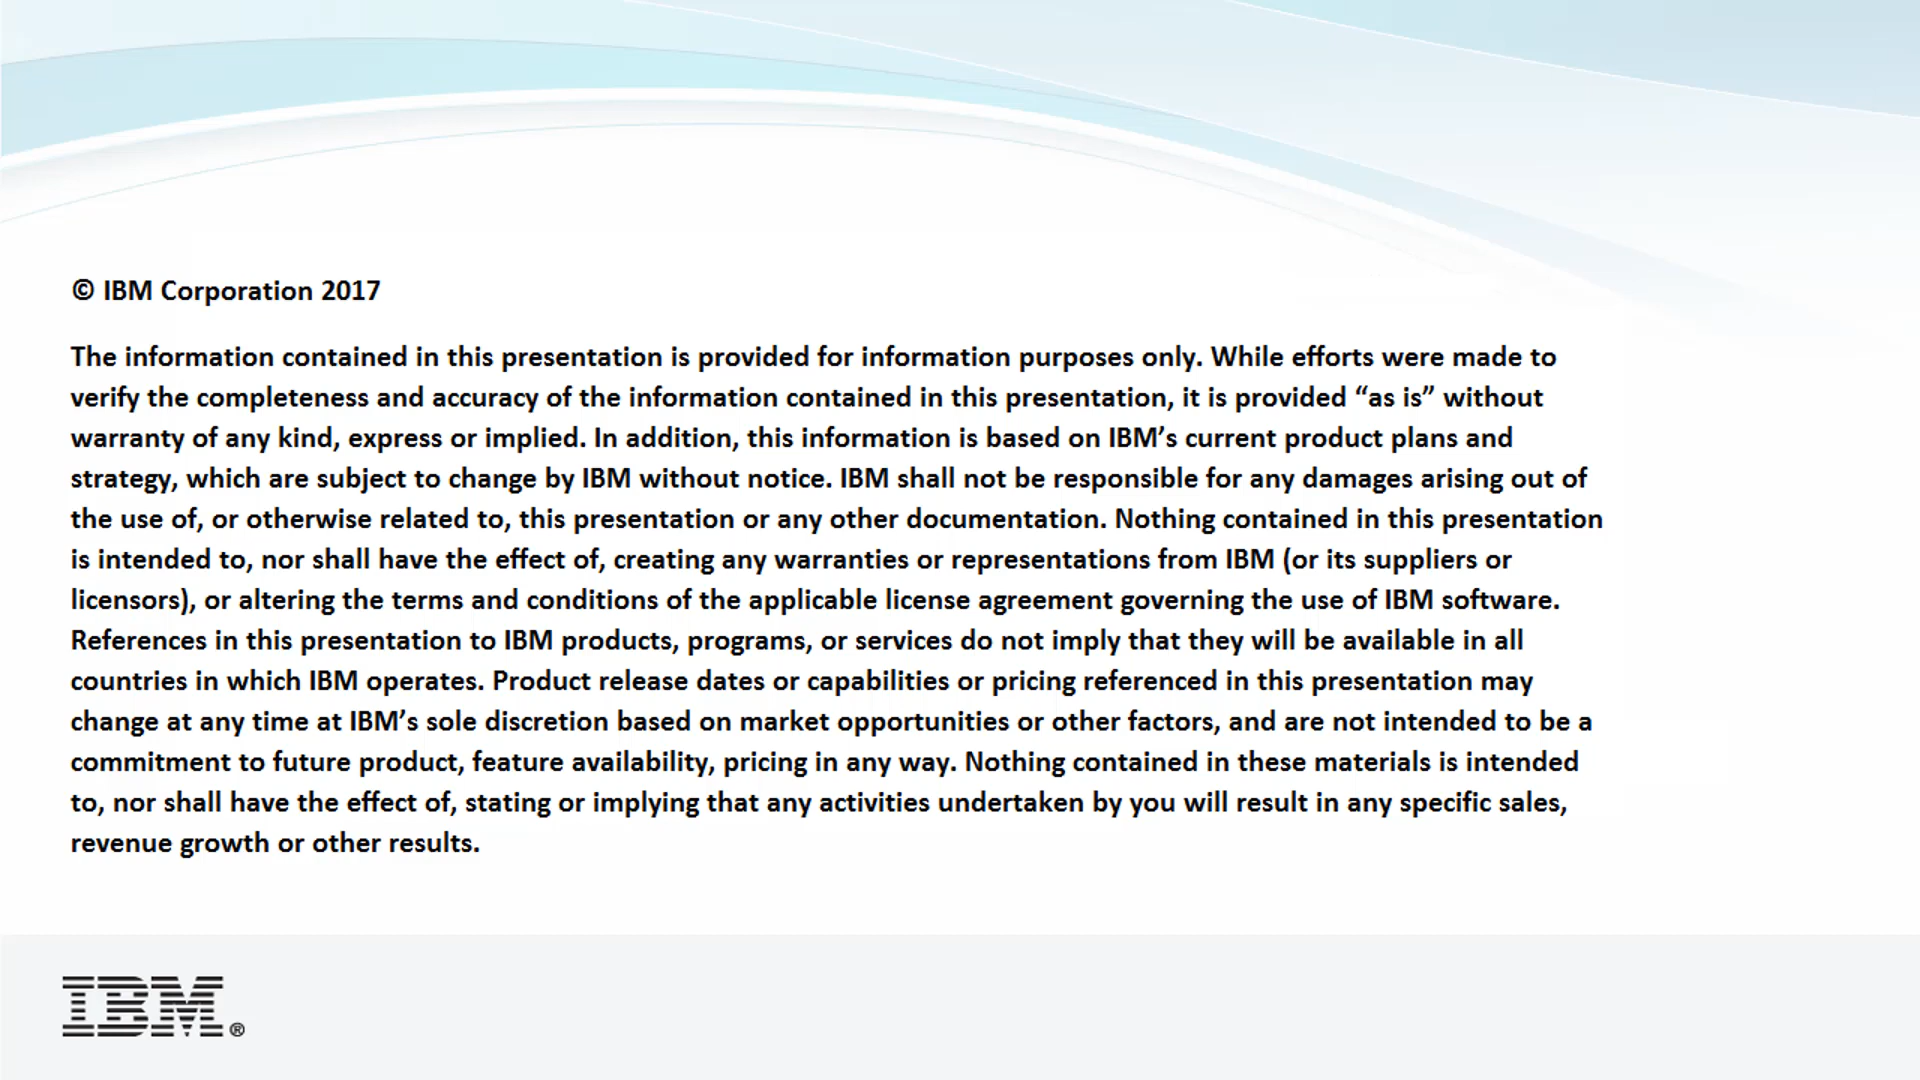 © IBM Corporation 2017
The information contained in this presentation is provided for information purposes only. While efforts were made to
verify the completeness and accuracy of the information contained in this presentation, it is provided “as is” without
warranty of any kind, express or implied. In addition, this information is based on IBM’s current product plans and
strategy, which are subject to change by IBM without notice. IBM shall not be responsible for any damages arising out of
the use of, or otherwise related to, this presentation or any other documentation. Nothing contained in this presentation
is intended to, nor shall have the effect of, creating any warranties or representations from IBM (or its suppliers or
licensors), or altering the terms and conditions of the applicable license agreement governing the use of IBM software.
References in this presentation to IBM products, programs, or services do not imply that they will be available in all
countries in which IBM operates. Product release dates or capabilities or pricing referenced in this presentation may
change at any time at IBM’s sole discretion based on market opportunities or other factors, and are not intended to be a
commitment to future product, feature availability, pricing in any way. Nothing contained in these materials is intended
to, nor shall have the effect of, stating or implying that any activities undertaken by you will result in any specific sales,
revenue growth or other results.
IBM®